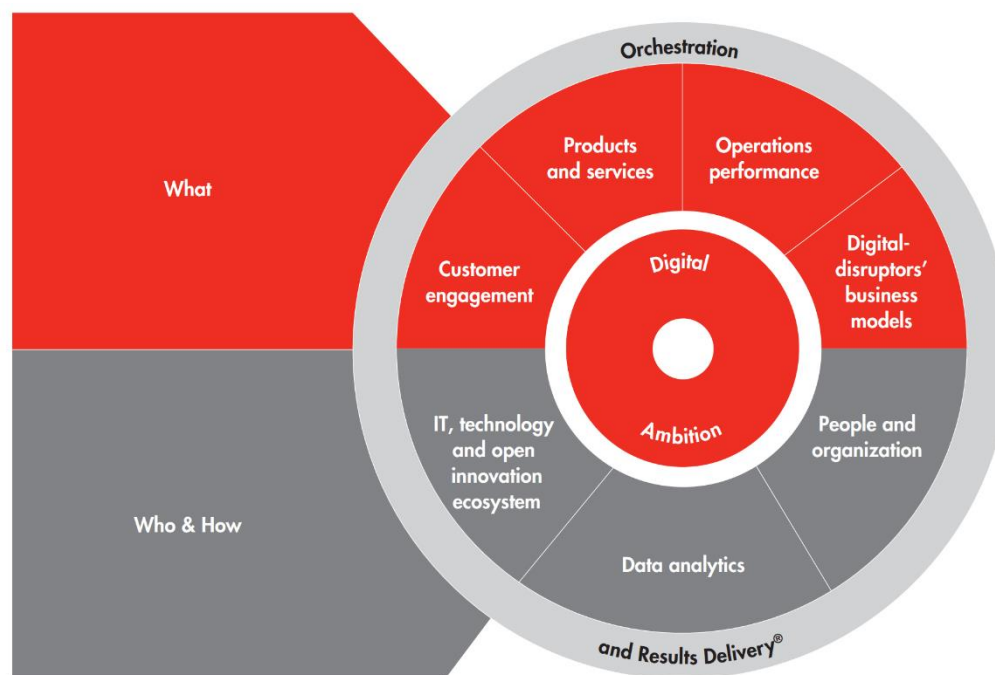 What
Who & How
Orchestration
Products
and services
Operations
performance
Customer
engagement
Digital-
disruptors'
business
models
Digital
Ambition
IT, technology
and open
innovation
ecosystem
People and
organization
Data analytics
and Results Delivery®